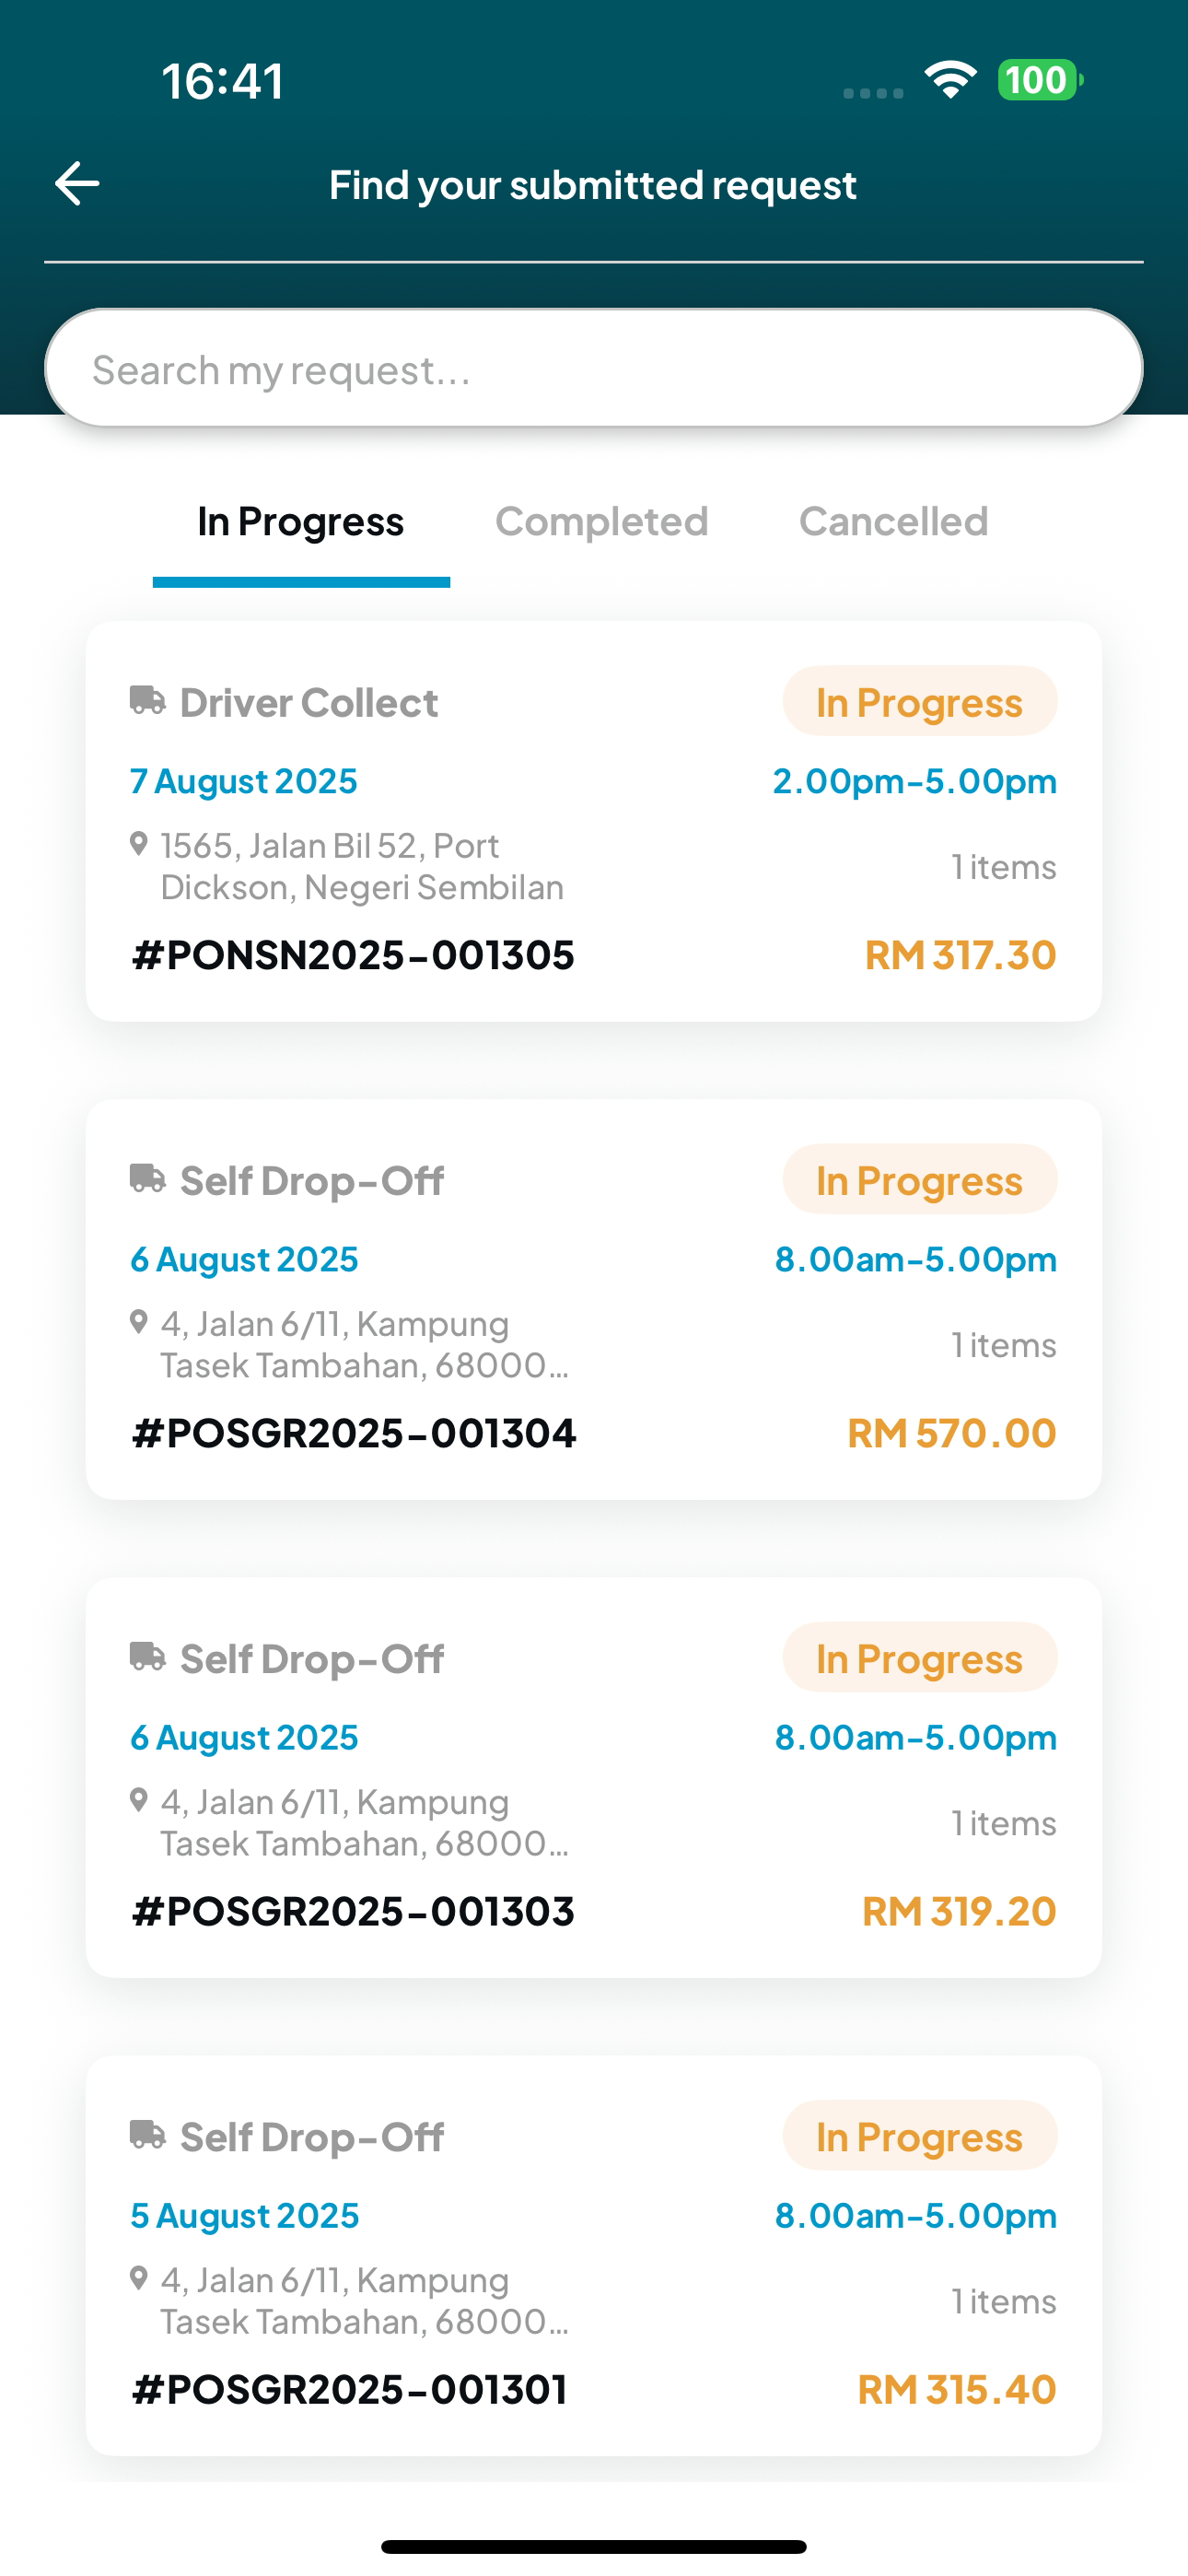 16:41
100
Find your submitted request
Search my request...
In Progress
Completed
Cancelled
Driver Collect
In Progress
7 August 2025
2.00pm-5.00pm
1565, Jalan Bil 52, Port
Dickson, Negeri Sembilan
1 items
#PONSN2025-001305
RM 317.30
Self Drop-Off
In Progress
6 August 2025
8.00am-5.00pm
4, Jalan 6/11, Kampung
Tasek Tambahan, 68000...
1 items
#POSGR2025-001304
RM 570.00
Self Drop-Off
In Progress
6 August 2025
8.00am-5.00pm
4, Jalan 6/11, Kampung
Tasek Tambahan, 68000...
1 items
#POSGR2025-001303
RM 319.20
Self Drop-Off
In Progress
5 August 2025
8.00am-5.00pm
4, Jalan 6/11, Kampung
Tasek Tambahan, 68000...
1 items
#POSGR2025-001301
RM 315.40